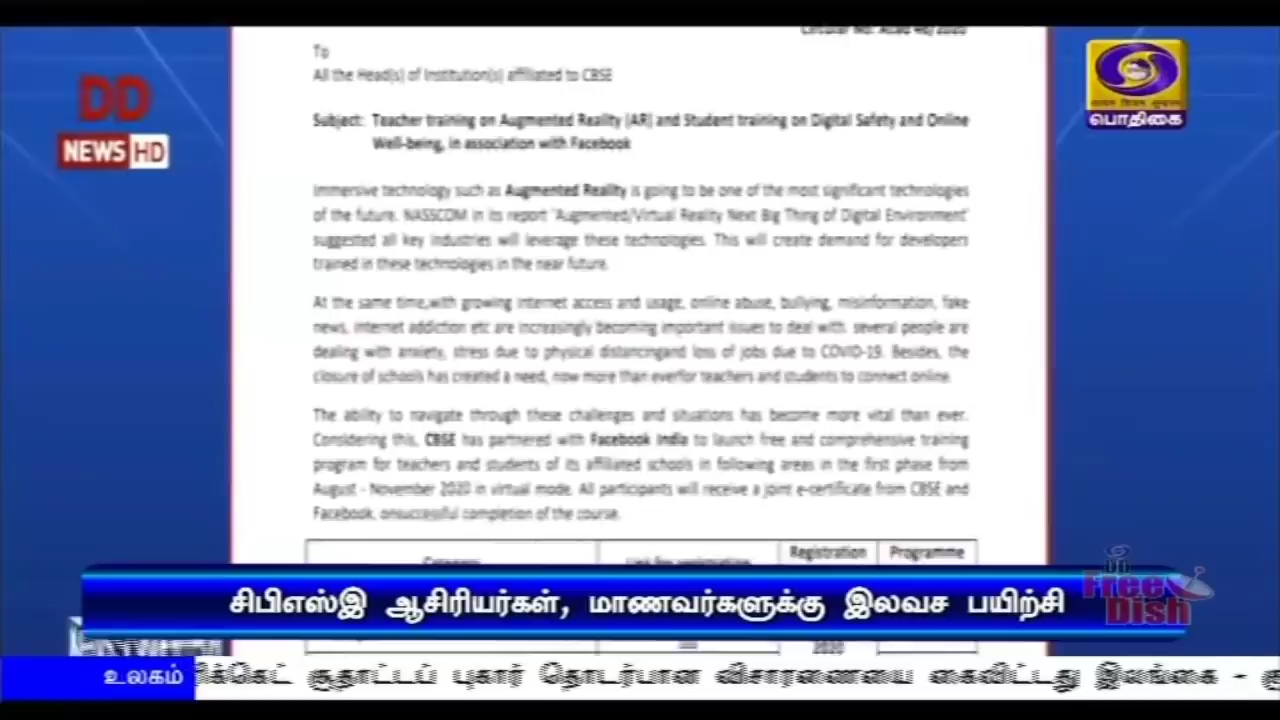 Circular No: Acad 48/2020
To
All the Head(s) of Institution(s) affiliated to CBSE
DD
NEWS HD
பொதிகை
Subject: Teacher training on Augmented Reality (AR) and Student training on Digital Safety and Online
Well-being, in association with Facebook
Immersive technology such as Augmented Reality is going to be one of the most significant technologies
of the future. NASSCOM in its report 'Augmented/Virtual Reality Next Big Thing of Digital Environment'
suggested all key industries will leverage these technologies. This will create demand for developers
trained in these technologies in the near future.
At the same time,with growing internet access and usage, online abuse, bullying, misinformation, fake
news, internet addiction etc are increasingly becoming important issues to deal with. several people are
dealing with anxiety, stress due to physical distancingand loss of jobs due to COVID-19. Besides, the
closure of schools has created a need, now more than everfor teachers and students to connect online.
The ability to navigate through these challenges and situations has become more vital than ever.
Considering this, CBSE has partnered with Facebook India to launch free and comprehensive training
program for teachers and students of its affiliated schools in following areas in the first phase from
August - November 2020 in virtual mode. All participants will receive a joint e-certificate from CBSE and
Facebook, onsuccessful completion of the course.
Registration Programme
சிபிஎஸ்இ ஆசிரியர்கள், மாணவர்களுக்கு இலவச பயிற்சி
DD
Free Dish
2020
உலகம் ரிக்கெட் சூதாட்டப் புகார் தொடர்பான விசாரணையை கைவிட்டது இலங்கை -